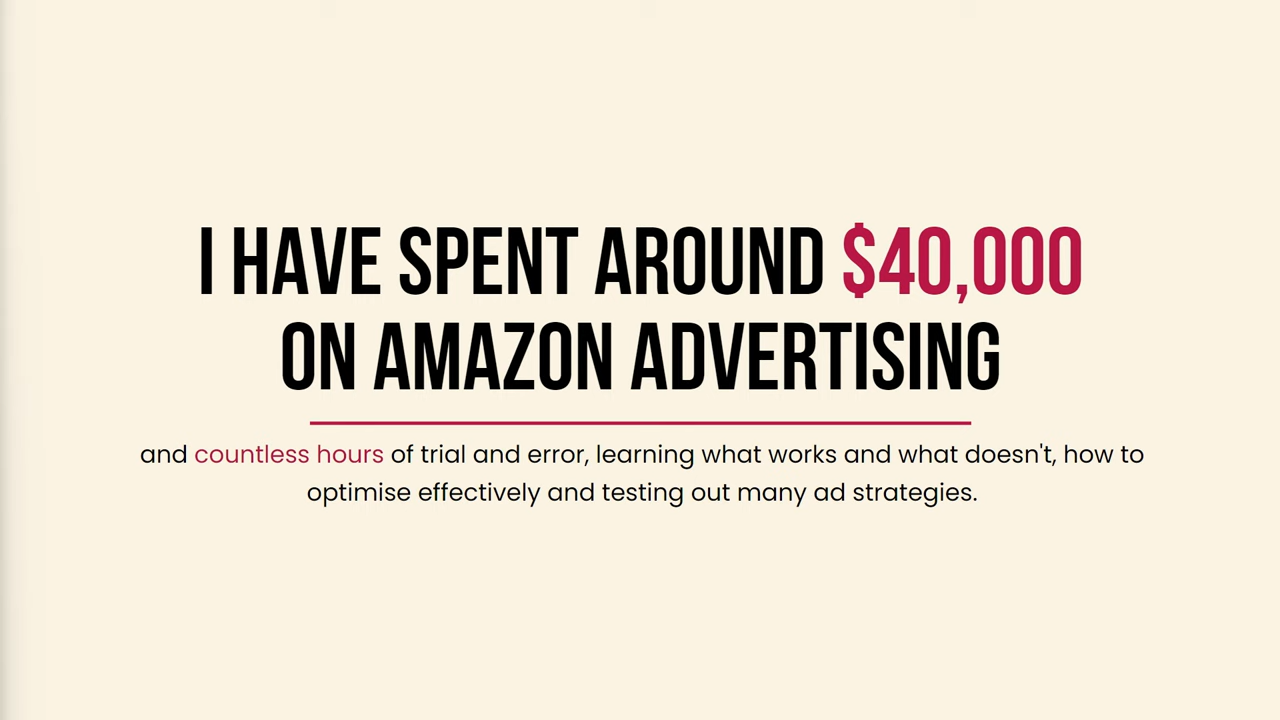 I HAVE SPENT AROUND $40,000
ON AMAZON ADVERTISING
and countless hours of trial and error, learning what works and what doesn't, how to
optimise effectively and testing out many ad strategies.